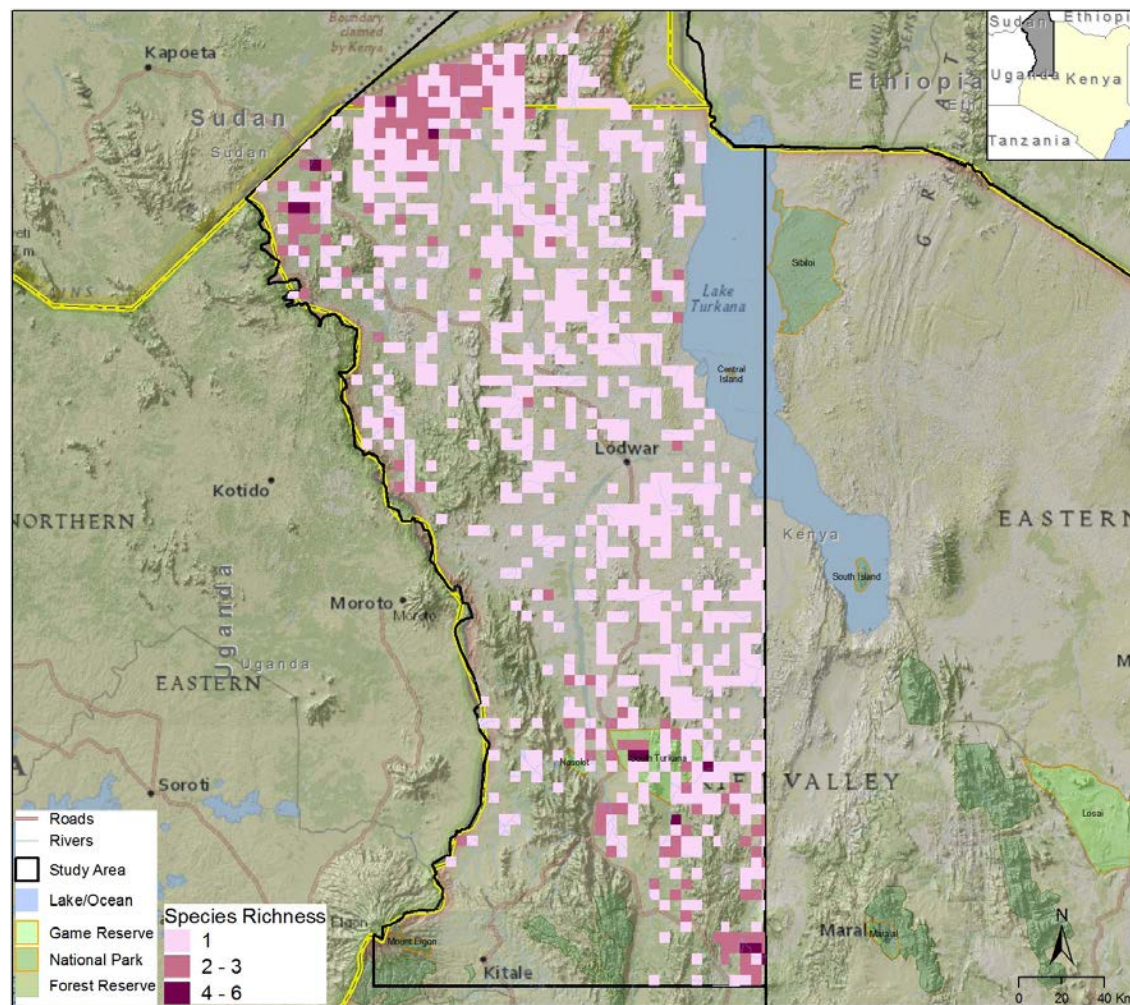 Boundary
claimed
by Kenya
Kapoeta
Sudan
Sudan
Ethiopia
Sudan
Ethiopia
Uganda
Kenya
Tanzania
G R
Sibiloi
Lake
Turkana
Central
Island
Lodwar
Kotido
NORTHERN
Kenya
EASTERN
South Island
Moroto
Moroto
Uganda
Uganda
EASTERN
Nasolot
South Turkana
VALLEY
Soroti
Losai
Roads
Rivers
Study Area
Lake/Ocean
Game Reserve
National Park
Forest Reserve
Species Richness
1
2 - 3
4 - 6
Elgon
Mount Elgon
Kitale
Maral
Maralal
N
0 20 40 Km